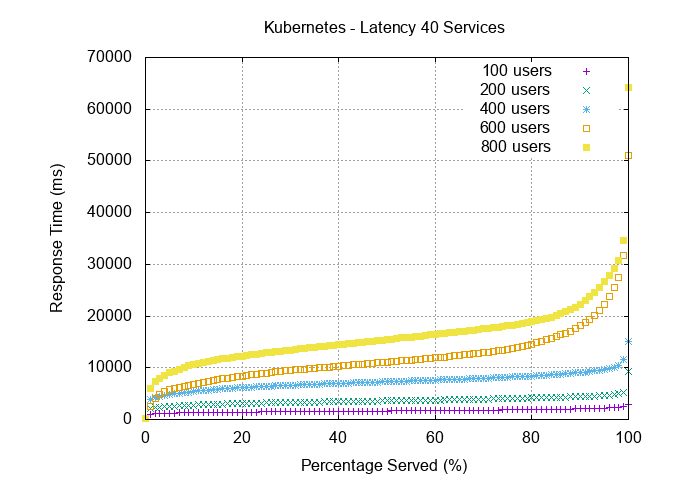 Kubernetes - Latency 40 Services
70000
60000
50000
40000
30000
20000
10000
0
Response Time (ms)
100 users
200 users
400 users
600 users
800 users
0 20 40 60 80 100
Percentage Served (%)